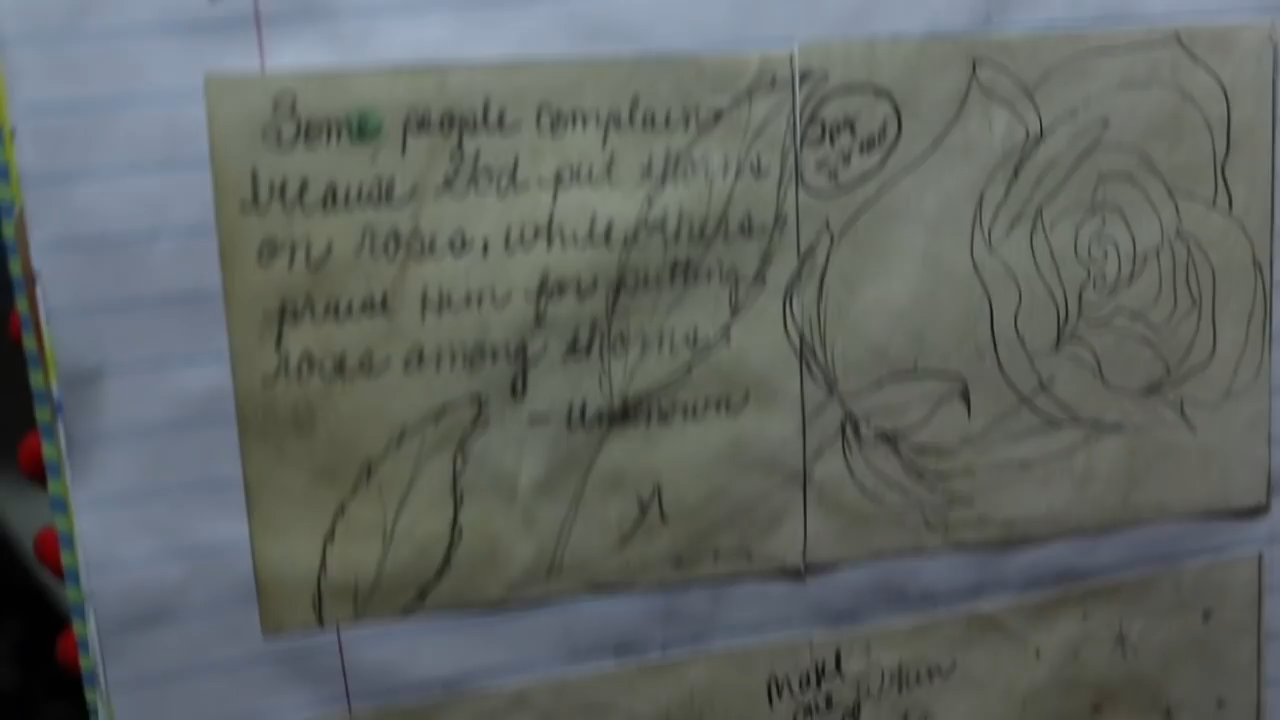 Some people complain
because God put thorns
on roses, while others
praise Him for putting
roses among thorns.
- Unknown
Make